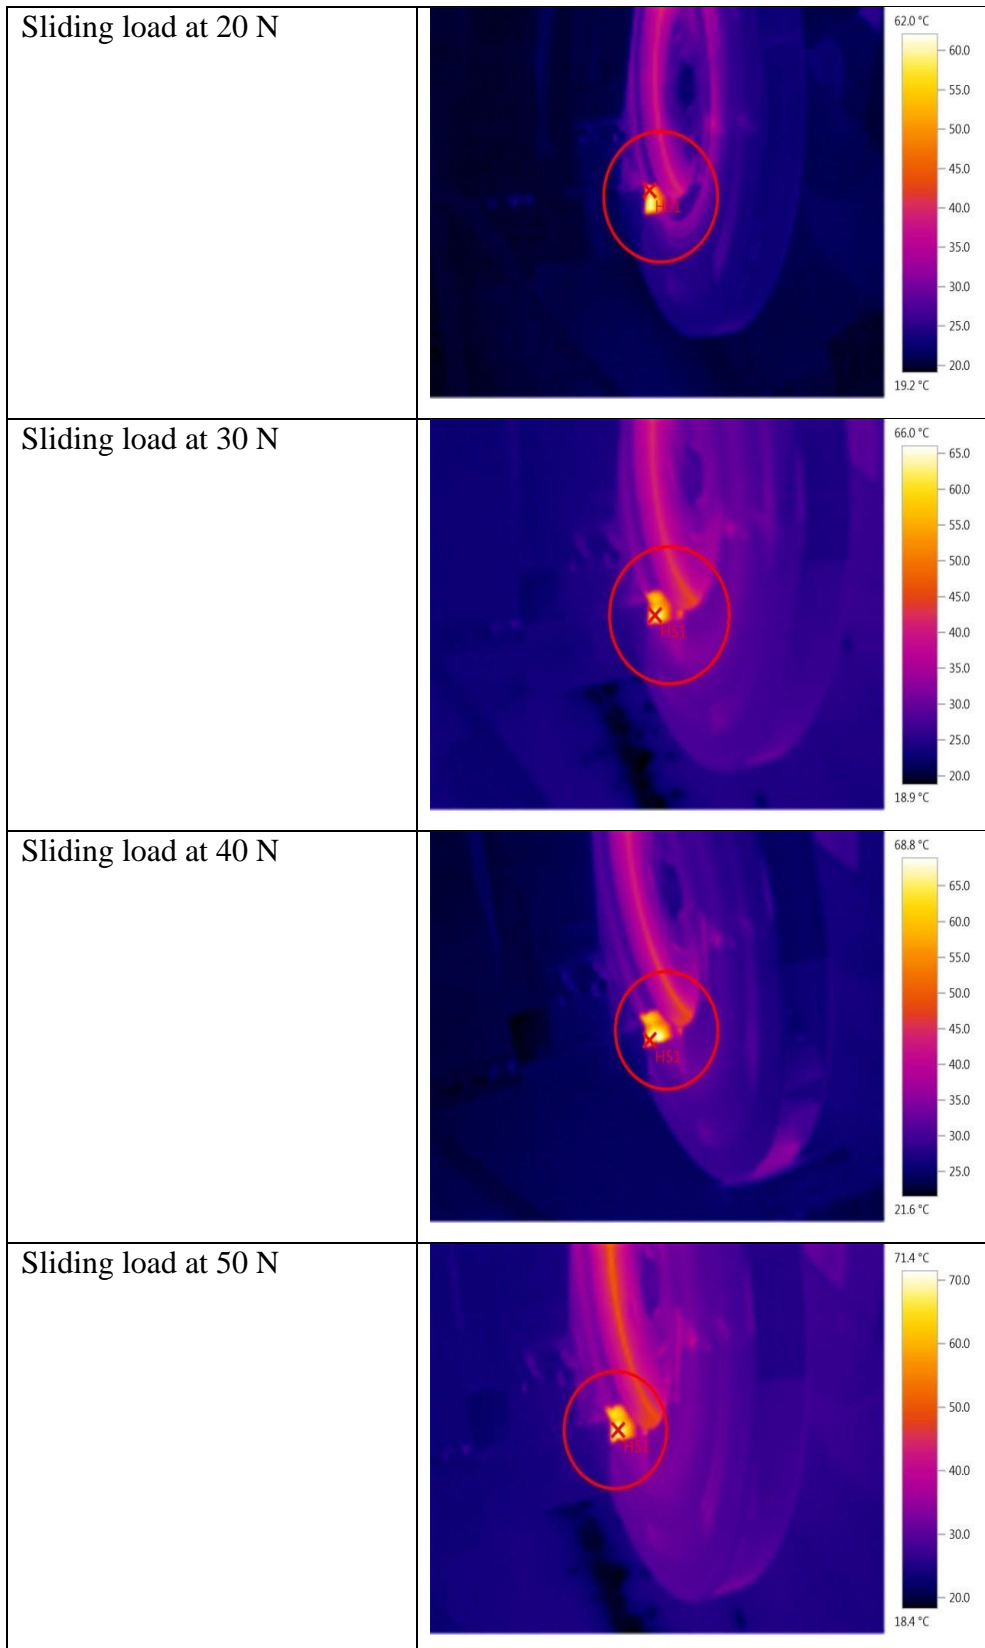 Sliding load at 20 N
62.0 °C
60.0
55.0
50.0
45.0
40.0
35.0
30.0
25.0
20.0
19.2 °C
HS1
Sliding load at 30 N
66.0 °C
65.0
60.0
55.0
50.0
45.0
40.0
35.0
30.0
25.0
20.0
18.9 °C
HS1
Sliding load at 40 N
68.8 °C
65.0
60.0
55.0
50.0
45.0
40.0
35.0
30.0
25.0
21.6 °C
HS1
Sliding load at 50 N
71.4 °C
70.0
60.0
50.0
40.0
30.0
20.0
18.4 °C
HS1